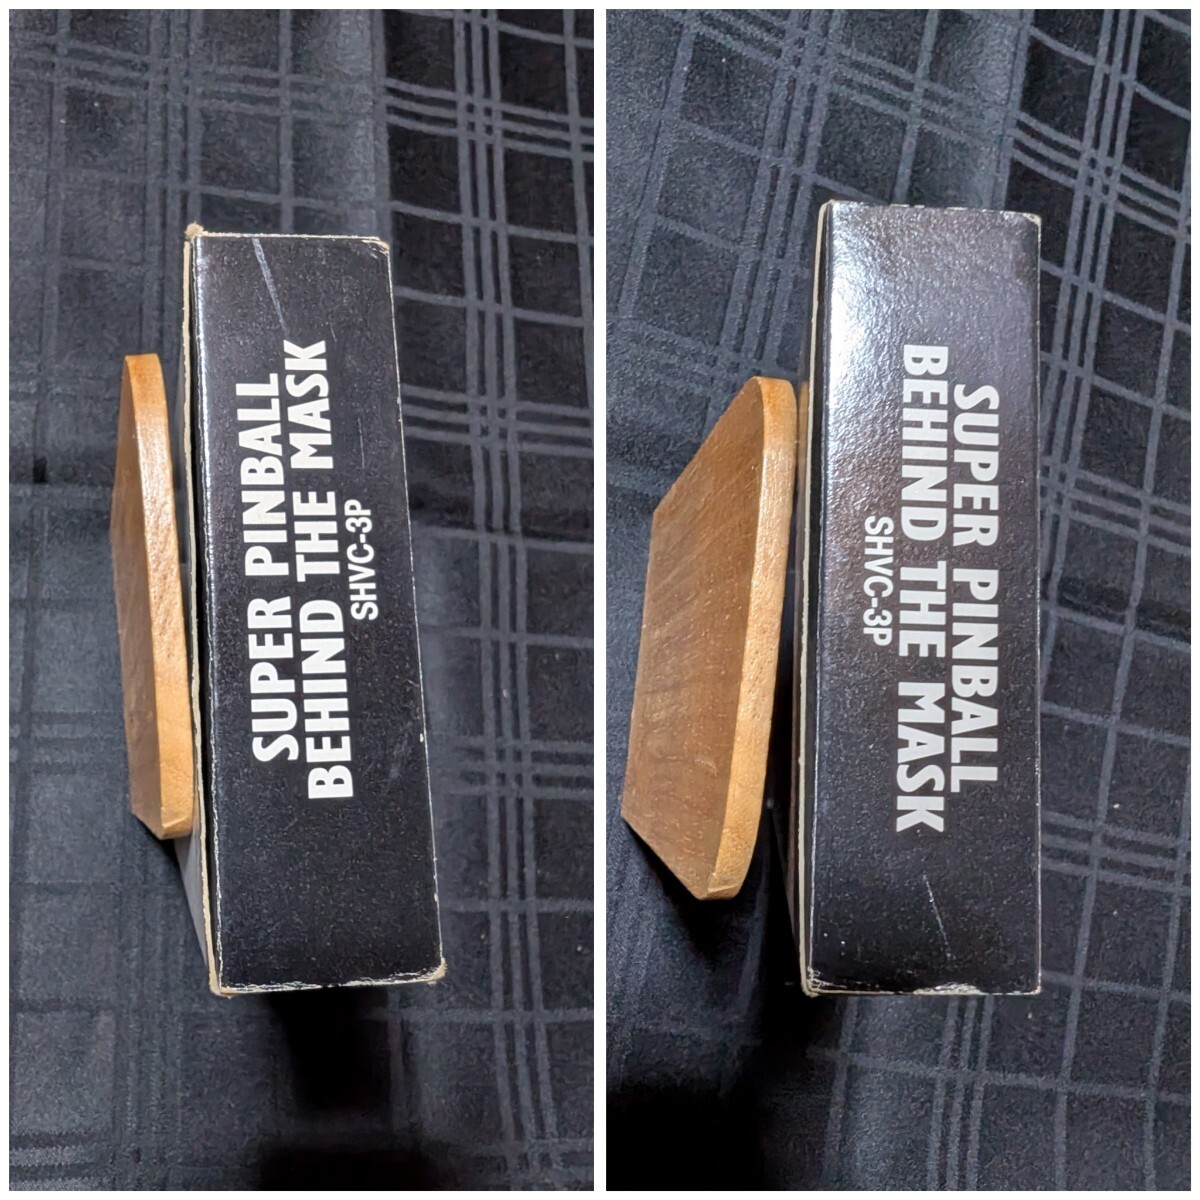 SUPER PINBALL
BEHIND THE MASK
SHVC-3P
SUPER PINBALL
BEHIND THE MASK
SHVC-3P